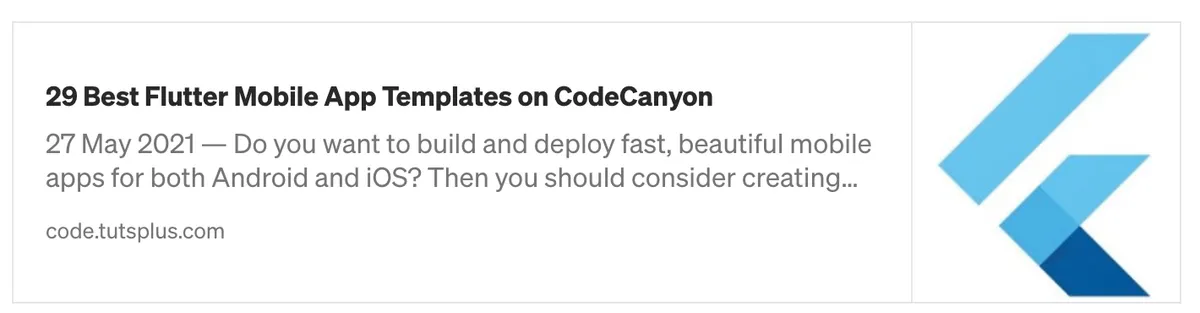 29 Best Flutter Mobile App Templates on CodeCanyon
27 May 2021 — Do you want to build and deploy fast, beautiful mobile
apps for both Android and iOS? Then you should consider creating...
code.tutsplus.com